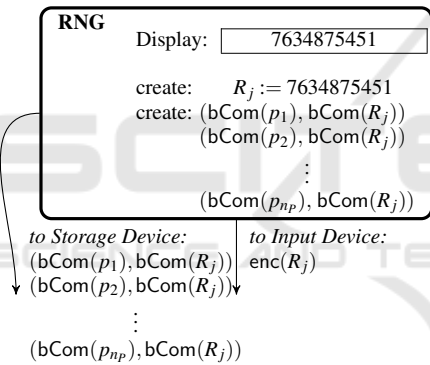 RNG
Display: 7634875451
create: R_j := 7634875451
create: (bCom(p_1), bCom(R_j))
(bCom(p_2), bCom(R_j))
⋮
(bCom(p_{n_P}), bCom(R_j))
to Storage Device: to Input Device:
(bCom(p_1), bCom(R_j)) enc(R_j)
(bCom(p_2), bCom(R_j))
⋮
(bCom(p_{n_P}), bCom(R_j))